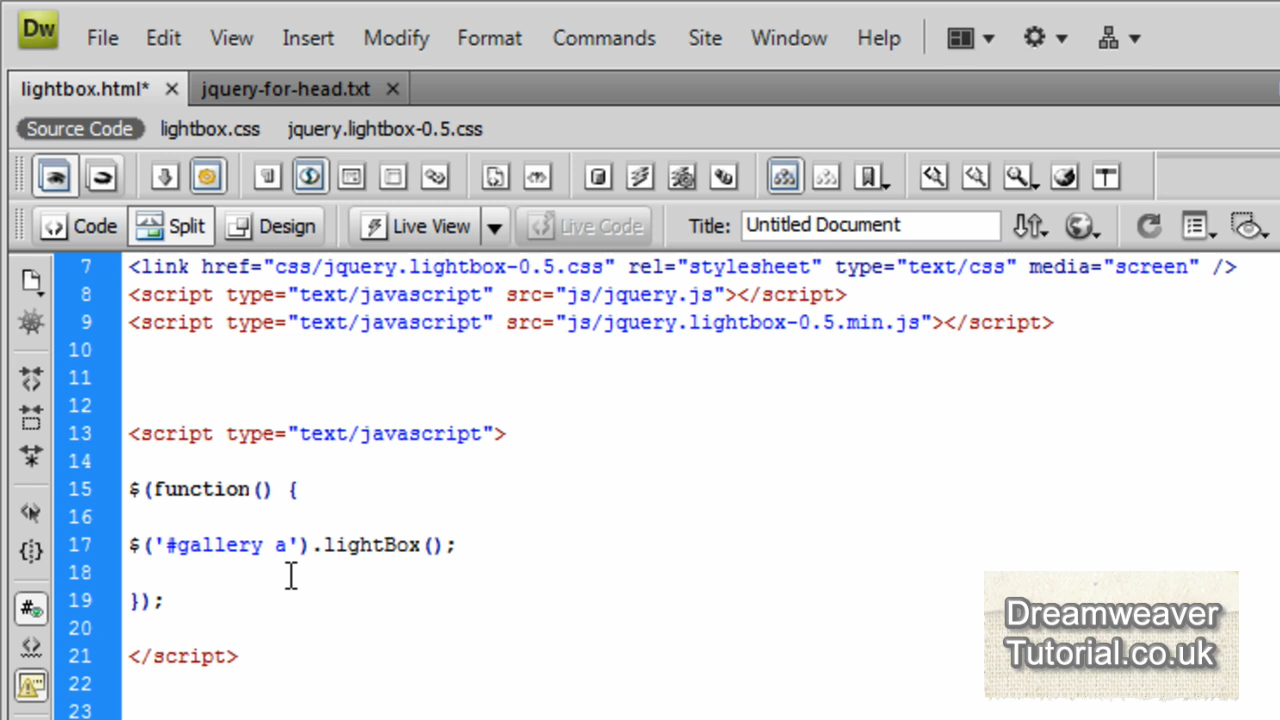 Dw File Edit View Insert Modify Format Commands Site Window Help
lightbox.html* jquery-for-head.txt
Source Code lightbox.css jquery.lightbox-0.5.css
Code Split Design Live View Live Code Title: Untitled Document
7 <link href="css/jquery.lightbox-0.5.css" rel="stylesheet" type="text/css" media="screen" />
8 <script type="text/javascript" src="js/jquery.js"></script>
9 <script type="text/javascript" src="js/jquery.lightbox-0.5.min.js"></script>
10
11
12
13 <script type="text/javascript">
14
15 $(function() {
16
17 $('#gallery a').lightBox();
18
19 });
20
21 </script>
22
23
Dreamweaver
Tutorial.co.uk